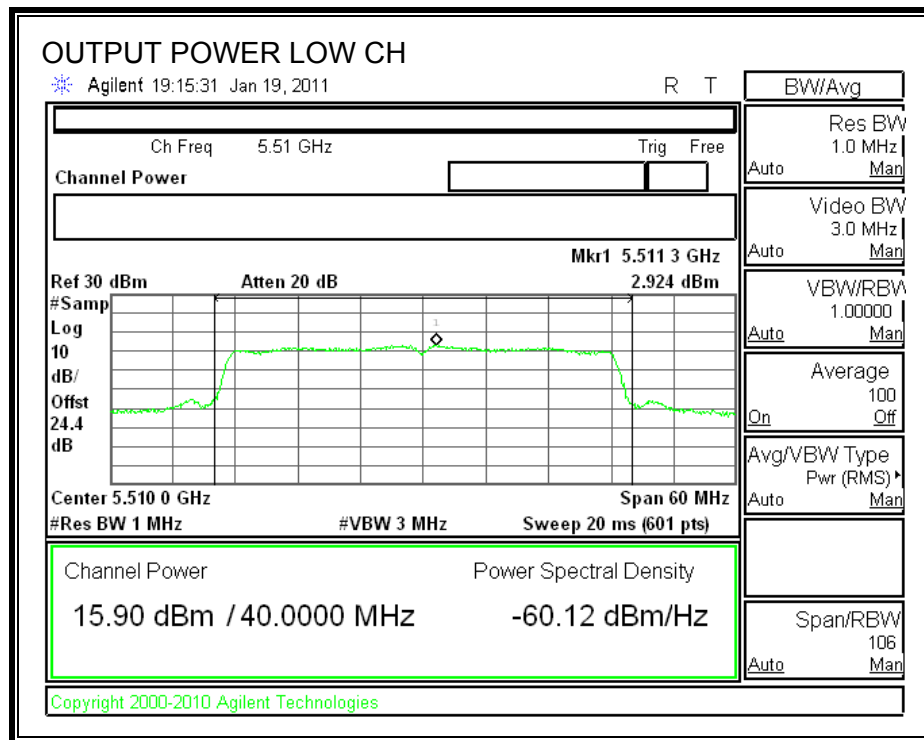 OUTPUT POWER LOW CH
Agilent 19:15:31 Jan 19, 2011 R T
BW/Avg
Ch Freq 5.51 GHz Trig Free
Channel Power
Res BW
1.0 MHz
Auto Man
Video BW
3.0 MHz
Auto Man
Mkr1 5.511 3 GHz
Ref 30 dBm Atten 20 dB 2.924 dBm
#Samp
Log
10
dB/
Offst
24.4
dB
1
VBW/RBW
1.00000
Auto Man
Average
100
On Off
Avg/VBW Type
Pwr (RMS)
Auto Man
Center 5.510 0 GHz Span 60 MHz
#Res BW 1 MHz #VBW 3 MHz Sweep 20 ms (601 pts)
Channel Power Power Spectral Density
15.90 dBm / 40.0000 MHz -60.12 dBm/Hz
Span/RBW
106
Auto Man
Copyright 2000-2010 Agilent Technologies